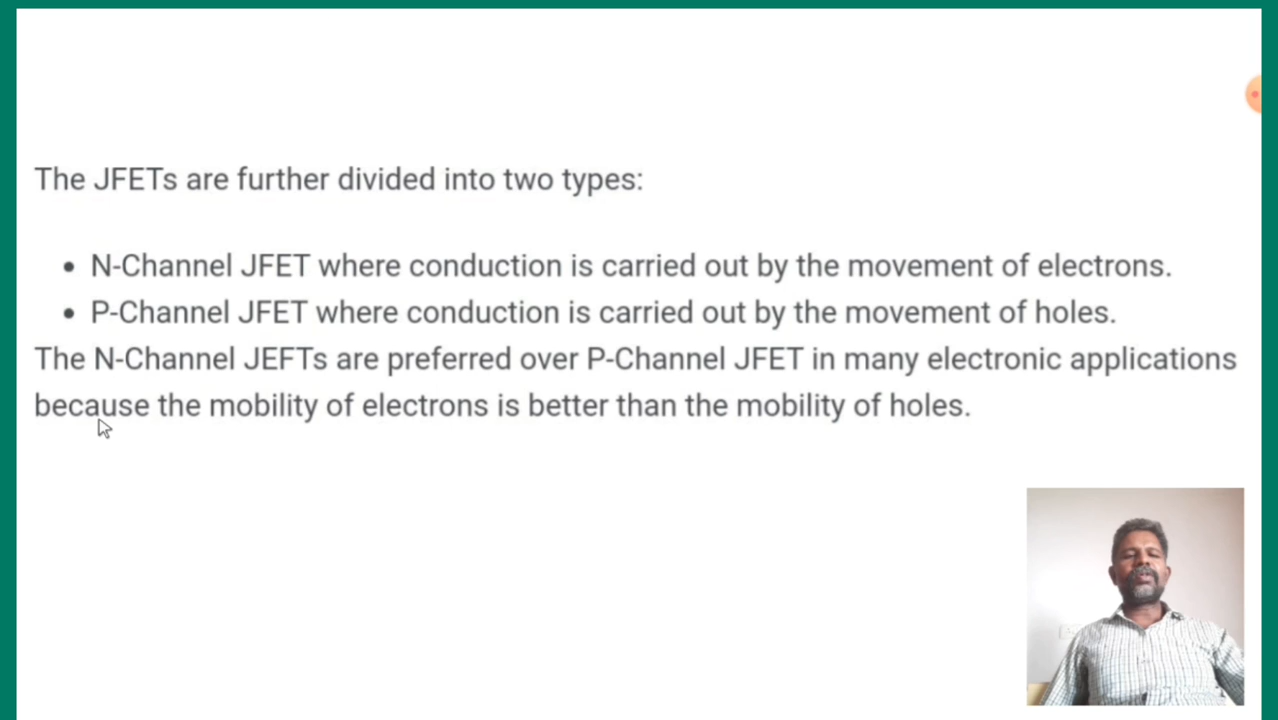 The JFETs are further divided into two types:
• N-Channel JFET where conduction is carried out by the movement of electrons.
• P-Channel JFET where conduction is carried out by the movement of holes.
The N-Channel JEFTs are preferred over P-Channel JFET in many electronic applications
because the mobility of electrons is better than the mobility of holes.